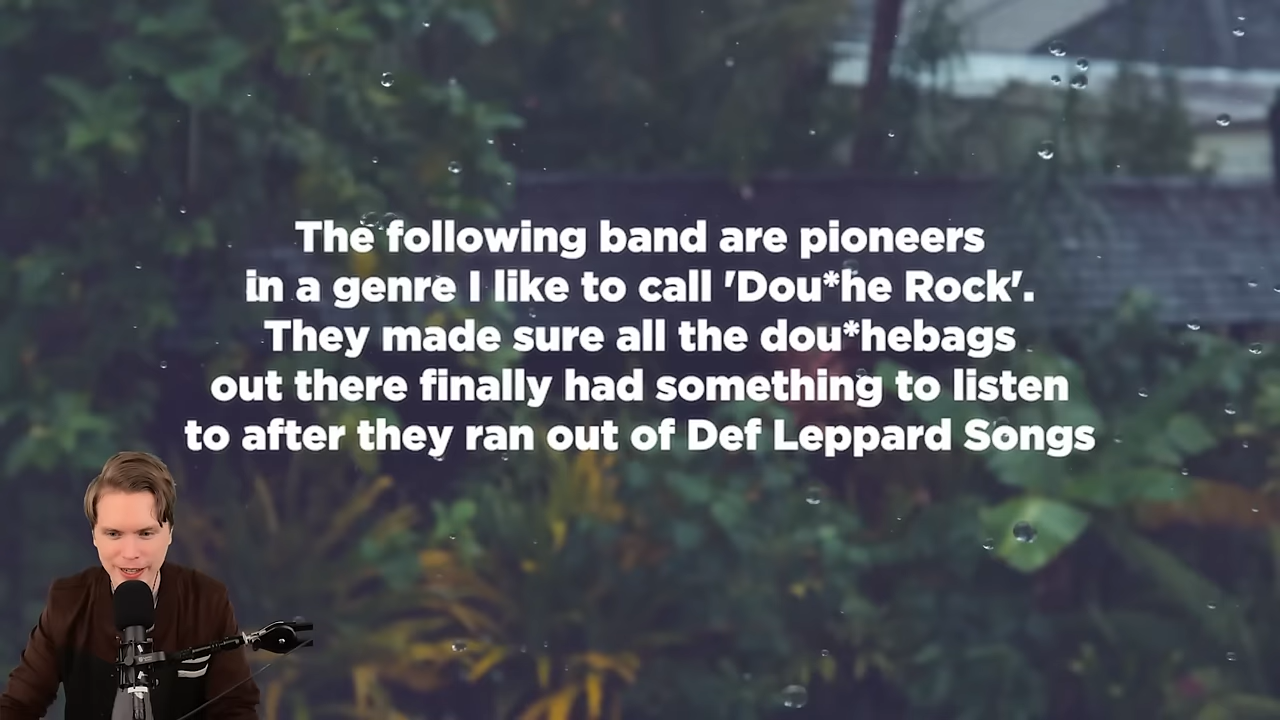 The following band are pioneers
in a genre I like to call 'Dou*he Rock'.
They made sure all the dou*hebags
out there finally had something to listen
to after they ran out of Def Leppard Songs